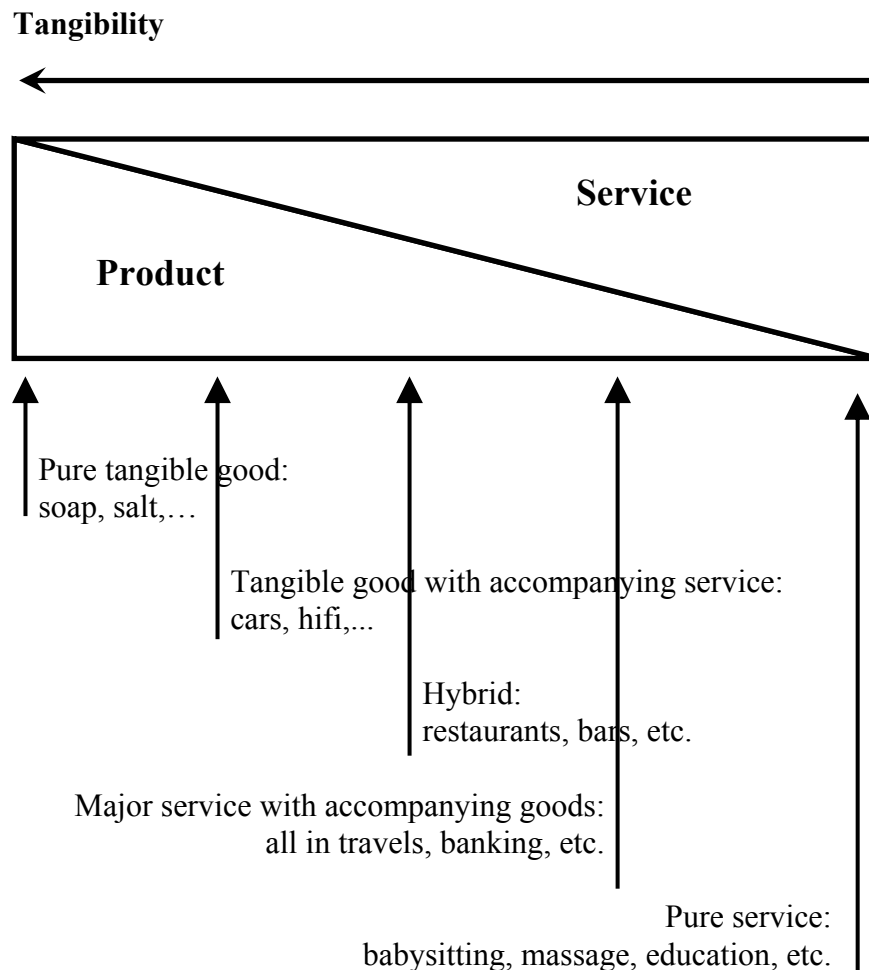 Tangibility
Service
Product
Pure tangible good:
soap, salt,…
Tangible good with accompanying service:
cars, hifi,...
Hybrid:
restaurants, bars, etc.
Major service with accompanying goods:
all in travels, banking, etc.
Pure service:
babysitting, massage, education, etc.